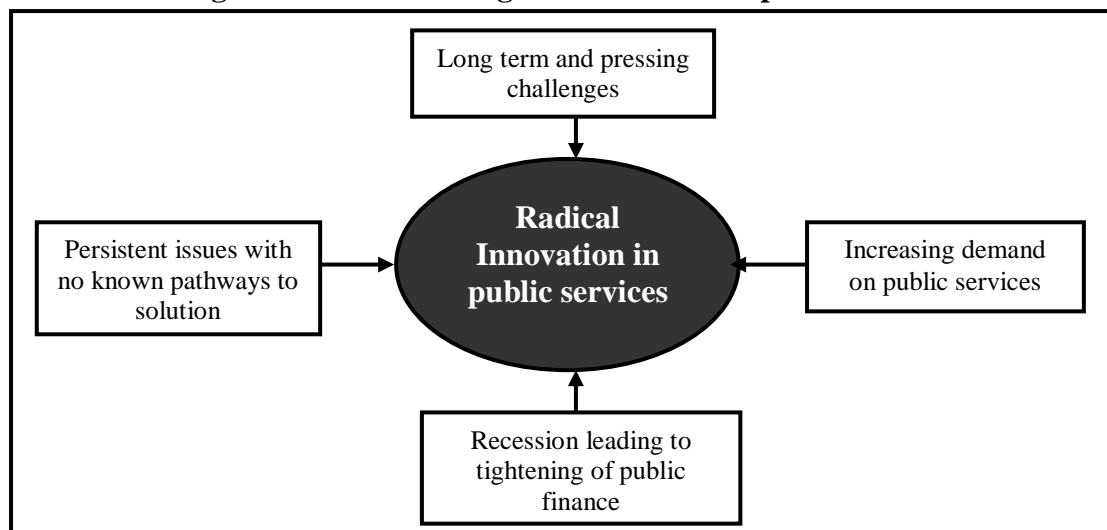 Long term and pressing
challenges
Persistent issues with
no known pathways to
solution
Radical
Innovation in
public services
Increasing demand
on public services
Recession leading to
tightening of public
finance